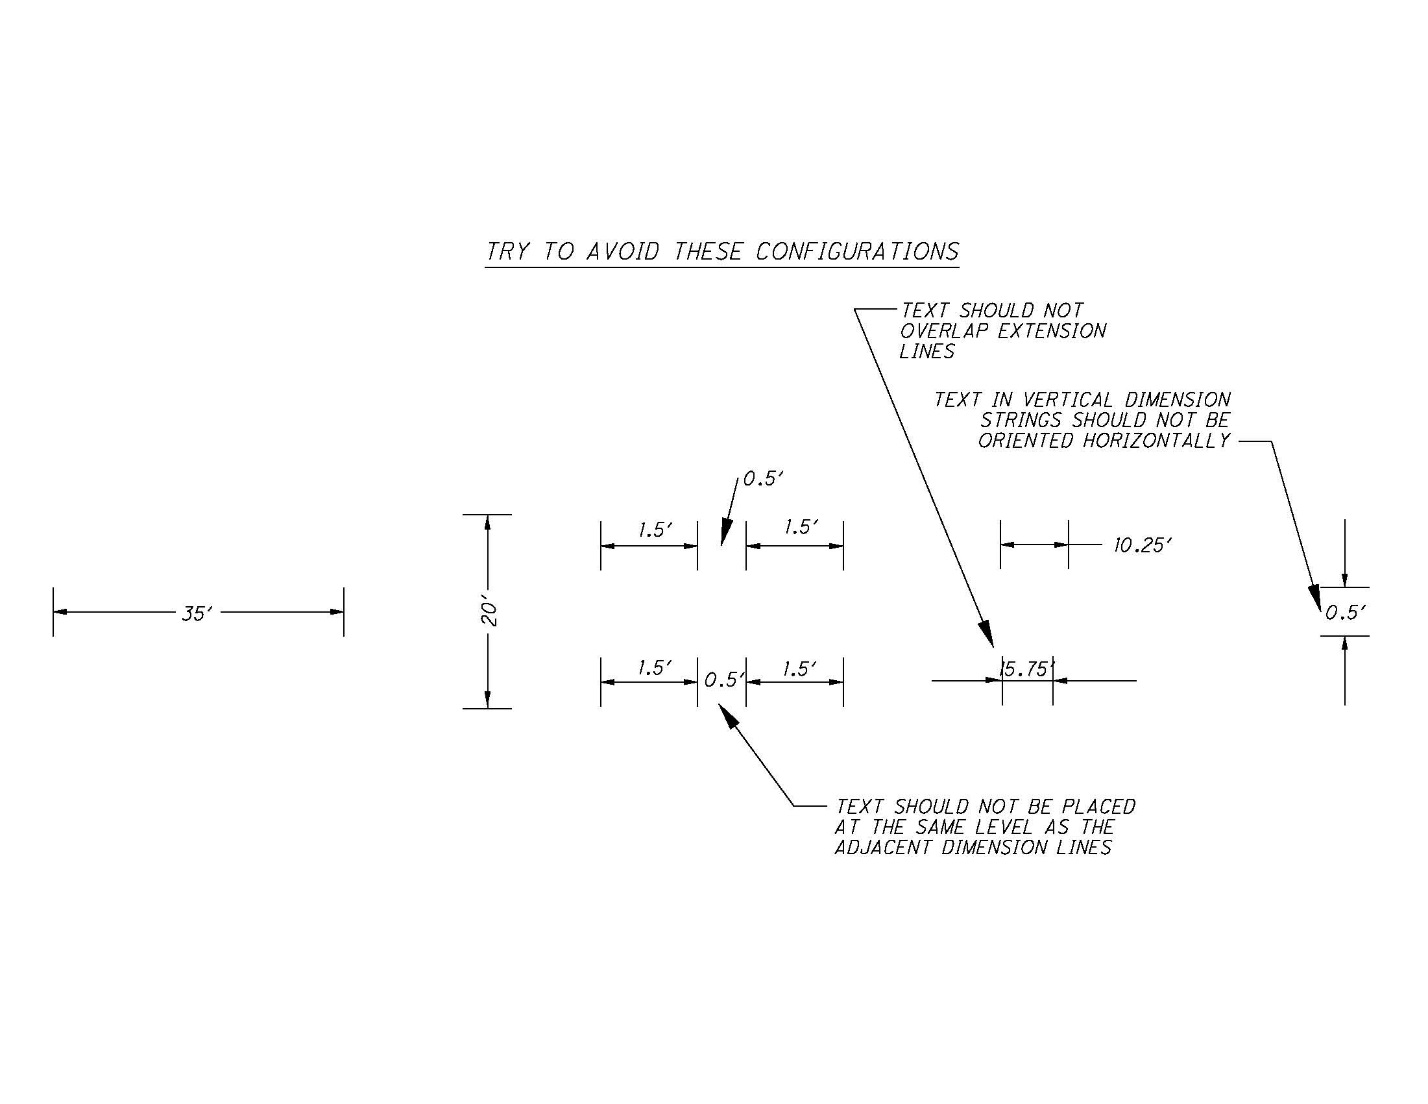 TRY TO AVOID THESE CONFIGURATIONS
TEXT SHOULD NOT
OVERLAP EXTENSION
LINES
TEXT IN VERTICAL DIMENSION
STRINGS SHOULD NOT BE
ORIENTED HORIZONTALLY
0.5'
1.5'
1.5'
10.25'
35'
20'
0.5'
1.5'
0.5'
1.5'
15.75'
TEXT SHOULD NOT BE PLACED
AT THE SAME LEVEL AS THE
ADJACENT DIMENSION LINES